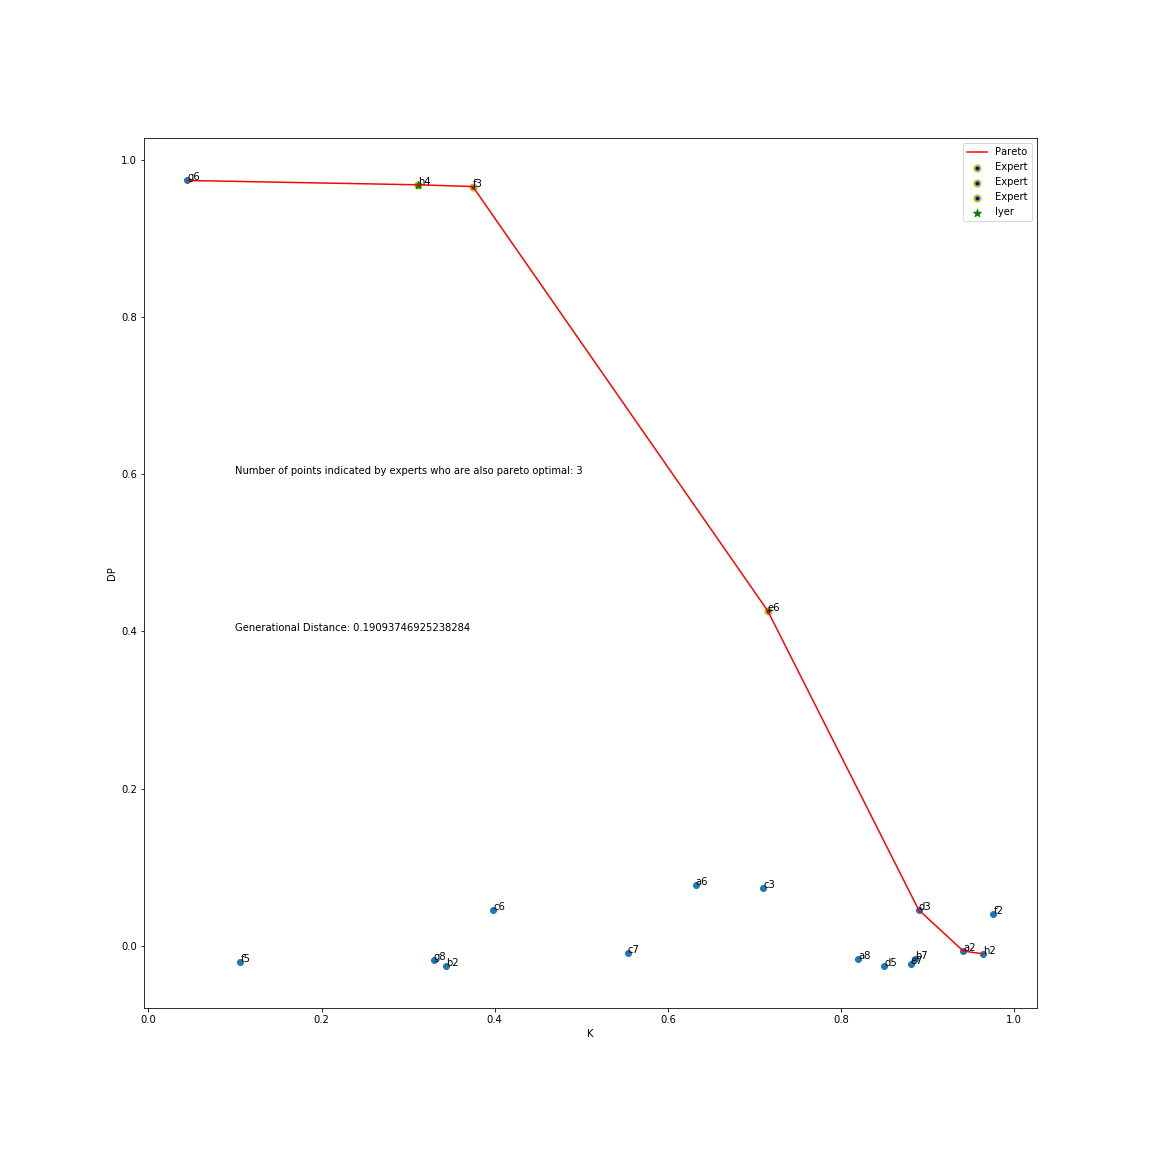 Pareto
Expert
Expert
Expert
Iyer
1.0
0.8
0.6
0.4
0.2
0.0
DP
g6
h4
f3
Number of points indicated by experts who are also pareto optimal: 3
e6
Generational Distance: 0.19093746925238284
a6
c3
c6
d3
f2
f5
g8
b2
c7
a8
d5
b7
a2
h2
0.0
0.2
0.4
0.6
0.8
1.0
K